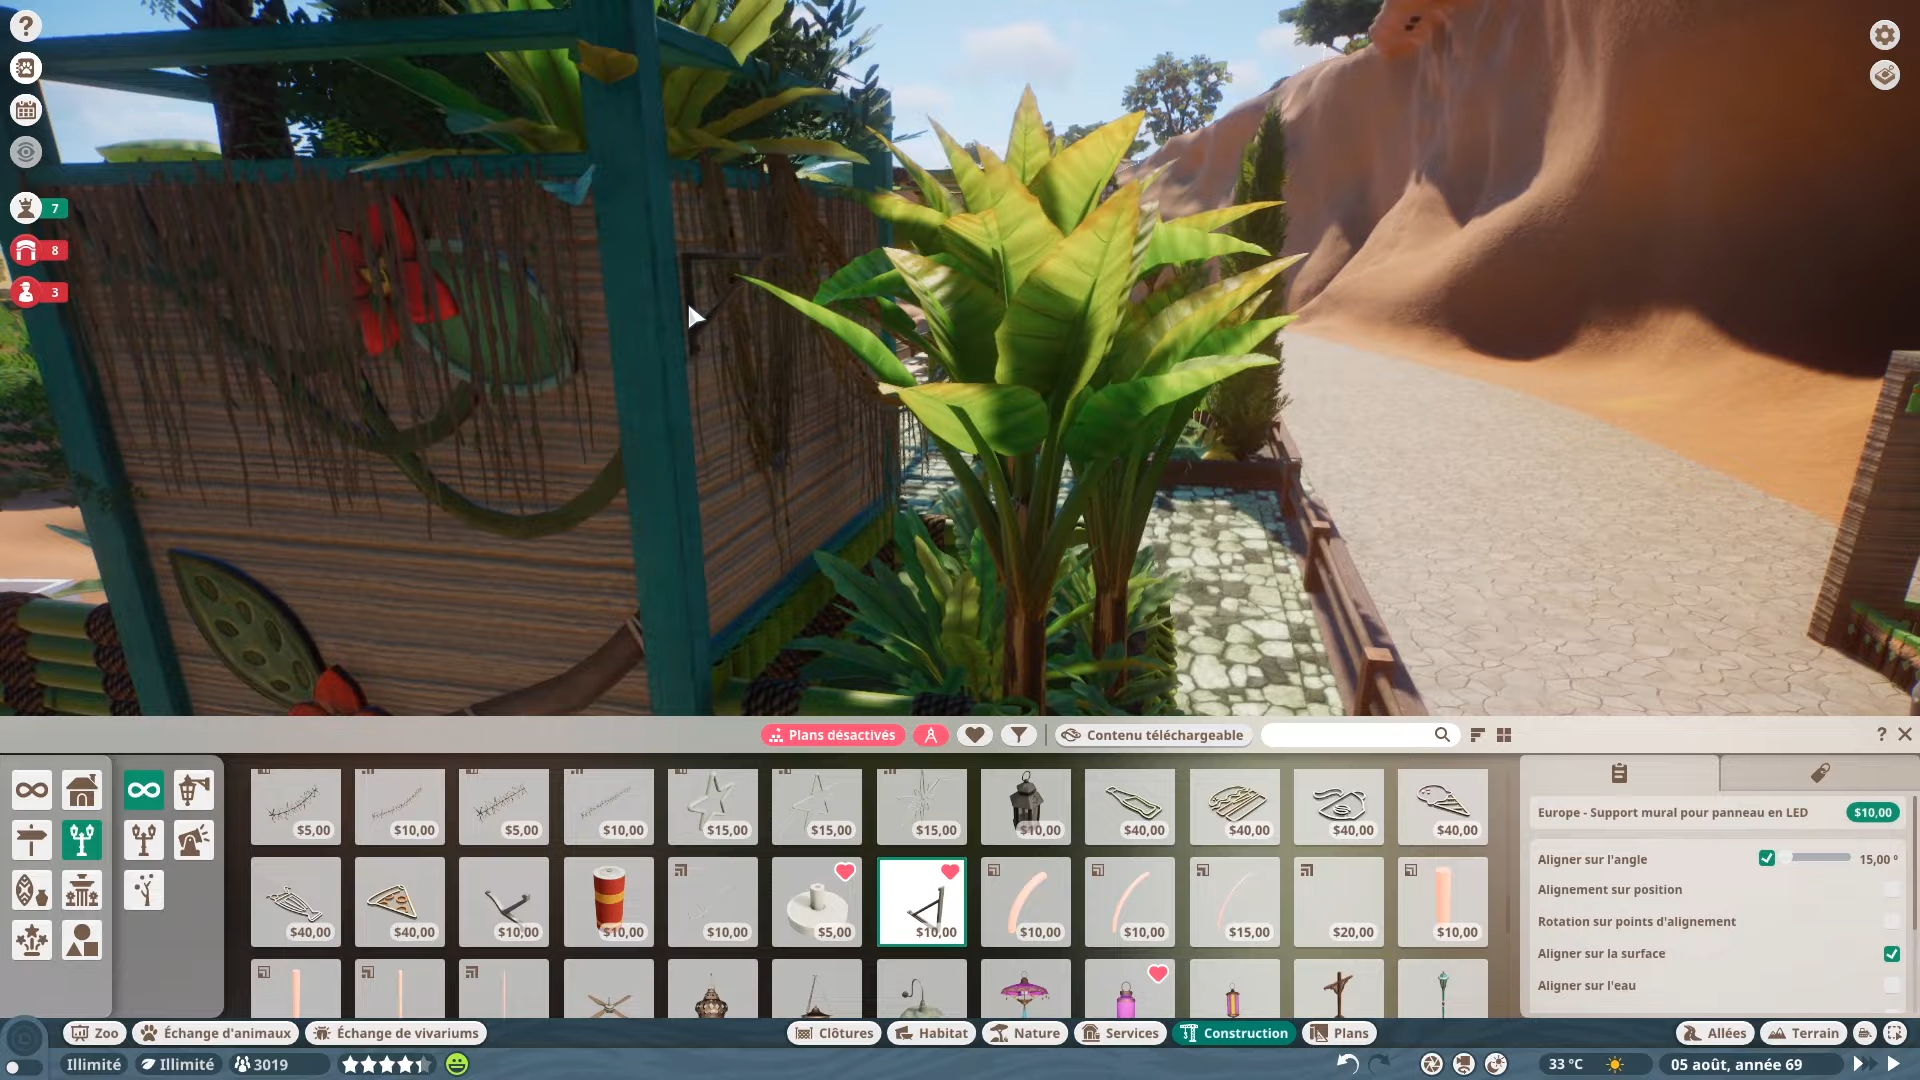 7
8
3
Plans désactivés
Contenu téléchargeable
?
$5,00 $10,00 $5,00 $10,00 $15,00 $15,00 $15,00 $10,00 $40,00 $40,00 $40,00 $40,00
$40,00 $40,00 $10,00 $10,00 $10,00 $5,00 $10,00 $10,00 $10,00 $15,00 $20,00 $10,00
Europe - Support mural pour panneau en LED $10,00
Aligner sur l'angle 15,00 °
Alignement sur position
Rotation sur points d'alignement
Aligner sur la surface
Aligner sur l'eau
Zoo Échange d'animaux Échange de vivariums Clôtures Habitat Nature Services Construction Plans Allées Terrain
Illimité Illimité 3019 33 °C 05 août, année 69